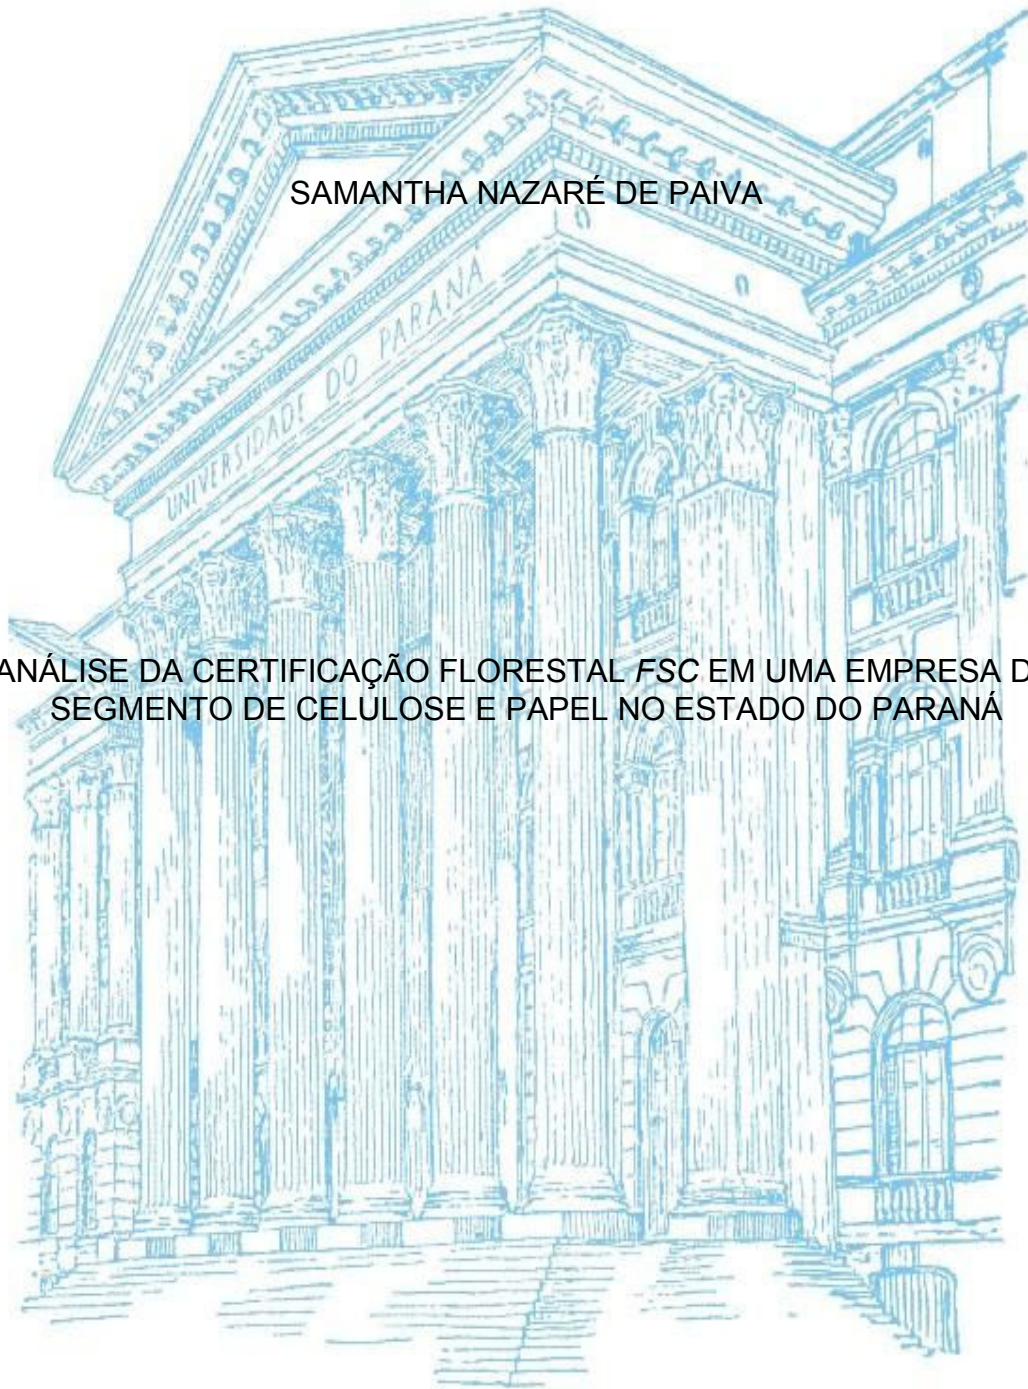 SAMANTHA NAZARÉ DE PAIVA
UNIVERSIDADE DO PARANÁ
ANÁLISE DA CERTIFICAÇÃO FLORESTAL FSC EM UMA EMPRESA D
SEGMENTO DE CELULOSE E PAPEL NO ESTADO DO PARANÁ